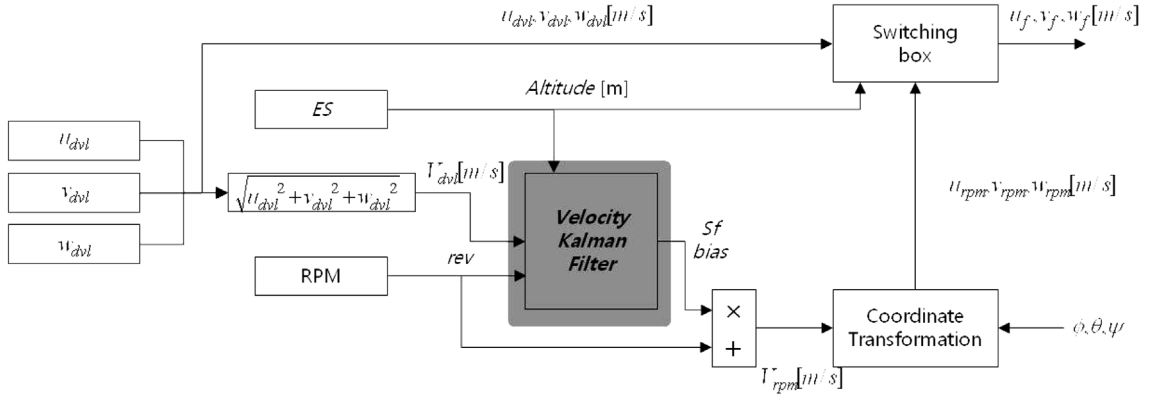 u_dvl, v_dvl, w_dvl[m/s]
u_f, v_f, w_f[m/s]
Switching
box
Altitude [m]
ES
u_dvl
v_dvl
w_dvl
√(u_dvl² + v_dvl² + w_dvl²)
V_dvl[m/s]
Velocity
Kalman
Filter
u_rpm, v_rpm, w_rpm[m/s]
Sf
bias
rev
RPM
×
+
Coordinate
Transformation
ϕ, θ, ψ
V_rpm[m/s]